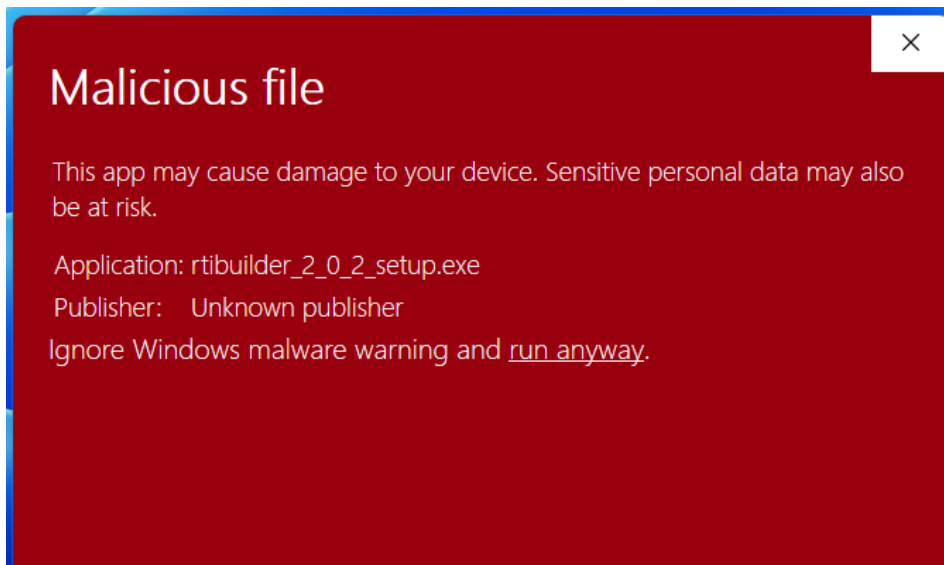 Malicious file
This app may cause damage to your device. Sensitive personal data may also
be at risk.
Application: rtibuilder_2_0_2_setup.exe
Publisher: Unknown publisher
Ignore Windows malware warning and run anyway.